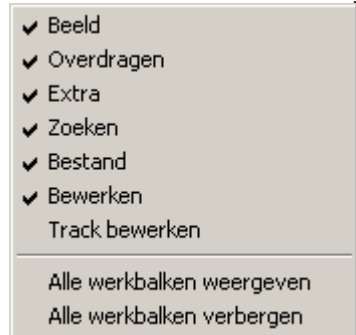 Beeld
Overdragen
Extra
Zoeken
Bestand
Bewerken
Track bewerken
Alle werkbalken weergeven
Alle werkbalken verbergen